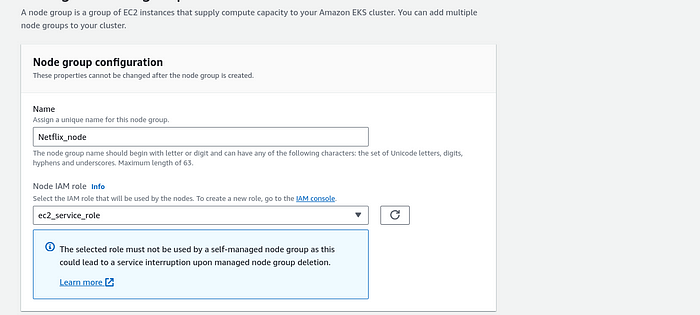 A node group is a group of EC2 instances that supply compute capacity to your Amazon EKS cluster. You can add multiple
node groups to your cluster.
Node group configuration
These properties cannot be changed after the node group is created.
Name
Assign a unique name for this node group.
Netflix_node
The node group name should begin with letter or digit and can have any of the following characters: the set of Unicode letters, digits,
hyphens and underscores. Maximum length of 63.
Node IAM role Info
Select the IAM role that will be used by the nodes. To create a new role, go to the IAM console.
ec2_service_role
The selected role must not be used by a self-managed node group as this
could lead to a service interruption upon managed node group deletion.
Learn more